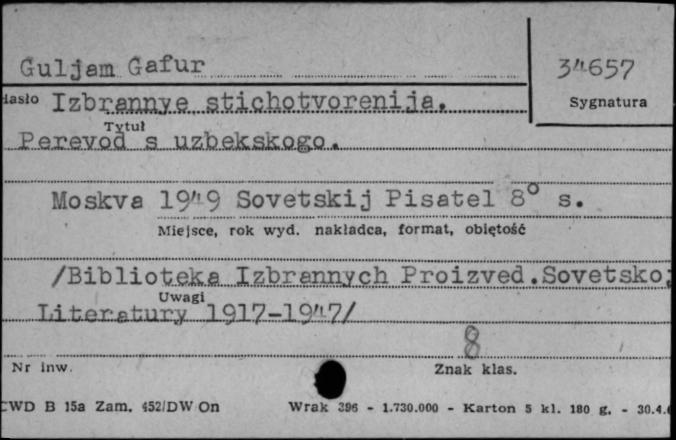 Guljam Gafur 34657
Hasło Izbrannye stichotvorenija. Sygnatura
Tytuł
Perevod s uzbekskogo.
Moskva 1949 Sovetskij Pisatel 8° s.
Miejsce, rok wyd. nakładca, format, objętość
/Biblioteka Izbrannych Proizved.Sovetskoj
Uwagi
Literatury 1917-1947/
8
Nr inw. Znak klas.
CWD B 15a Zam. 452/DW On Wrak 396 - 1.730.000 - Karton 5 kl. 180 g. - 30.4.